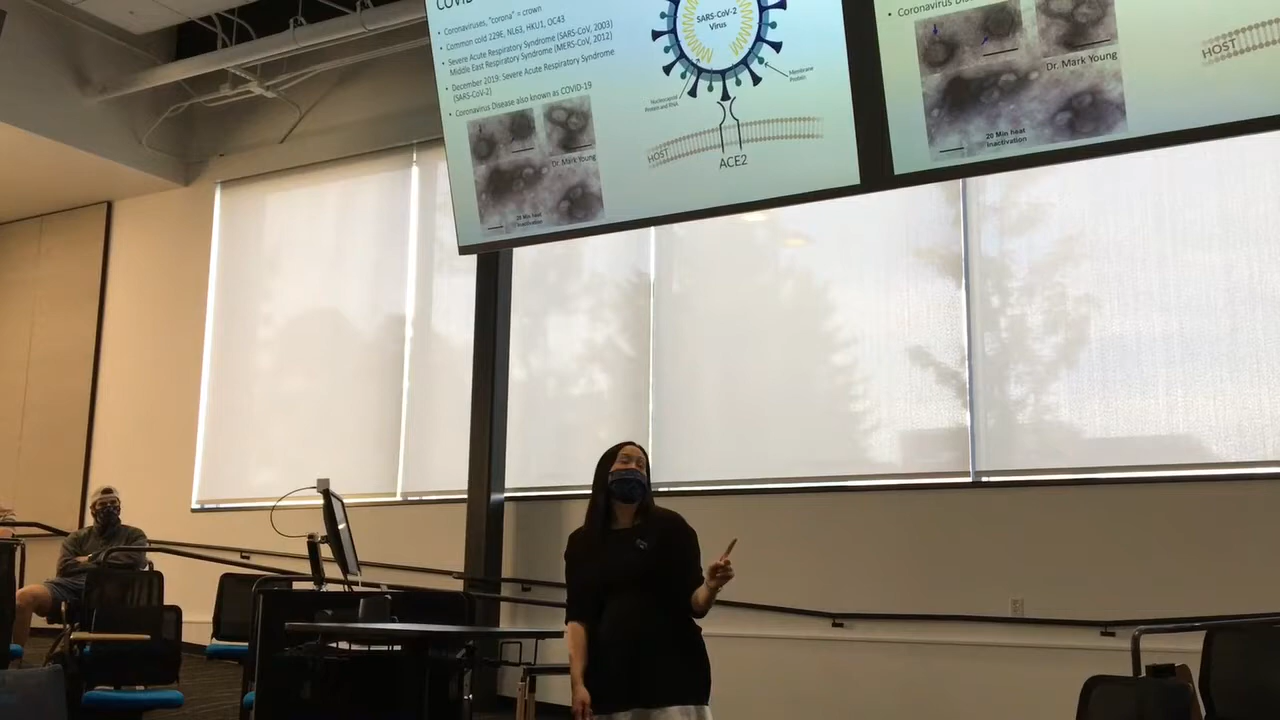 COVID
• Coronaviruses, "corona" = crown
• Common cold 229E, NL63, HKU1, OC43
• Severe Acute Respiratory Syndrome (SARS-CoV, 2003)
Middle East Respiratory Syndrome (MERS-CoV, 2012)
• December 2019: Severe Acute Respiratory Syndrome
(SARS-CoV-2)
• Coronavirus Disease also known as COVID-19
Dr. Mark Young
20 Min heat
inactivation
SARS-CoV-2
Virus
Membrane
Protein
Nucleocapsid
Protein and RNA
HOST
ACE2
• Coronavirus Dise
Dr. Mark Young
20 Min heat
inactivation
HOST